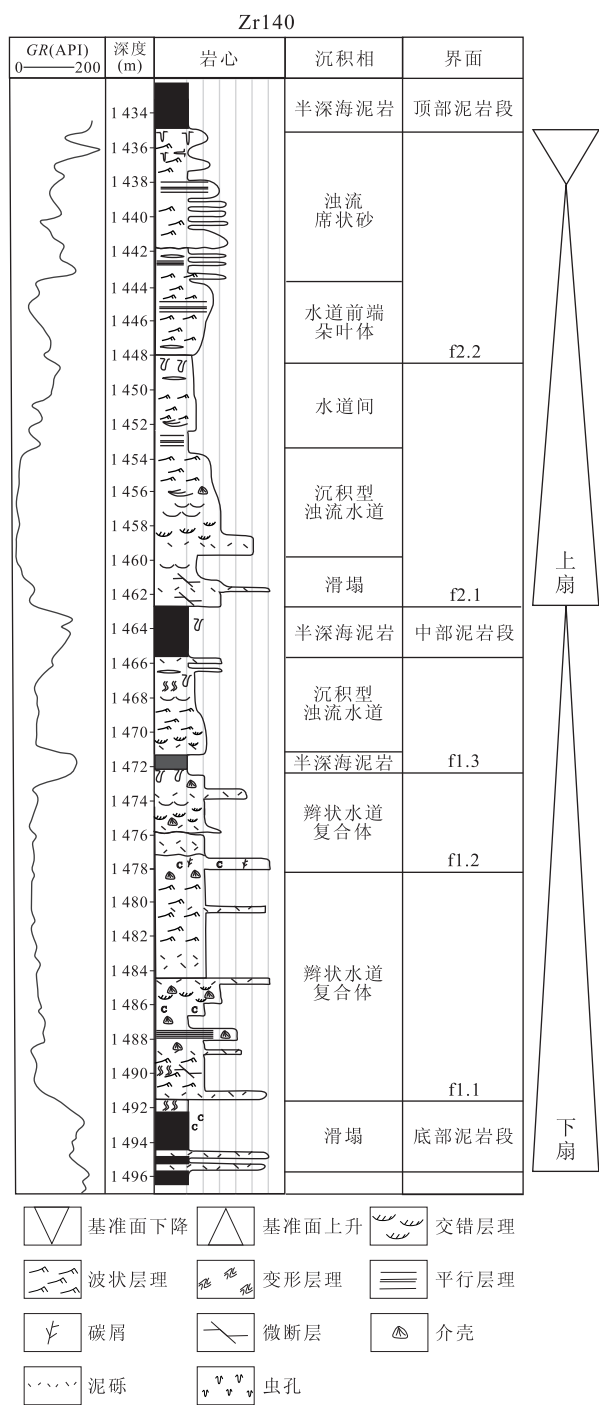 Zr140
GR(API)
0 200
深度
(m)
岩心
沉积相
界面
1 434
半深海泥岩
顶部泥岩段
1 436
1 438
1 440
浊流
席状砂
1 442
1 444
1 446
水道前端
朵叶体
1 448
f2.2
1 450
水道间
1 452
1 454
1 456
沉积型
浊流水道
1 458
1 460
滑塌
上
扇
1 462
f2.1
1 464
半深海泥岩
中部泥岩段
1 466
1 468
沉积型
浊流水道
1 470
1 472
半深海泥岩
f1.3
1 474
辫状水道
复合体
1 476
1 478
f1.2
c
c
1 480
1 482
1 484
辫状水道
复合体
1 486
c
c
1 488
1 490
f1.1
1 492
c
c
1 494
滑塌
底部泥岩段
下
扇
1 496
基准面下降
基准面上升
交错层理
波状层理
变形层理
平行层理
碳屑
微断层
介壳
泥砾
虫孔